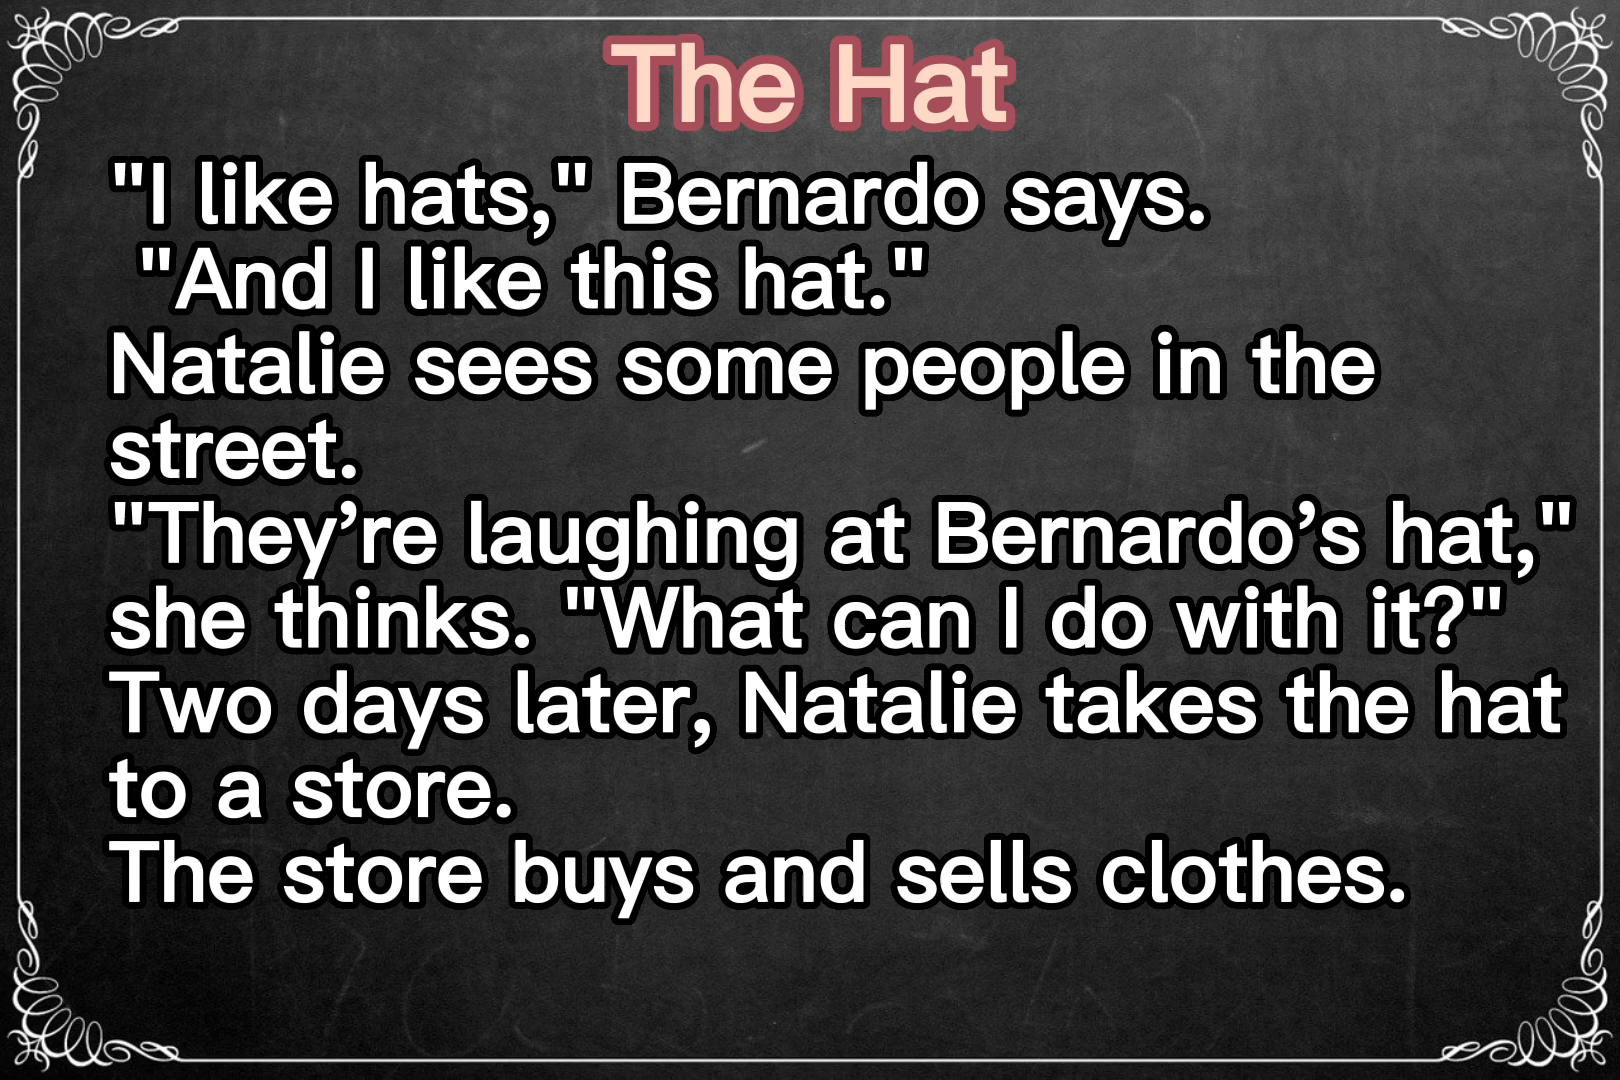 The Hat
"I like hats," Bernardo says.
"And I like this hat."
Natalie sees some people in the
street.
"They’re laughing at Bernardo’s hat,"
she thinks. "What can I do with it?"
Two days later, Natalie takes the hat
to a store.
The store buys and sells clothes.